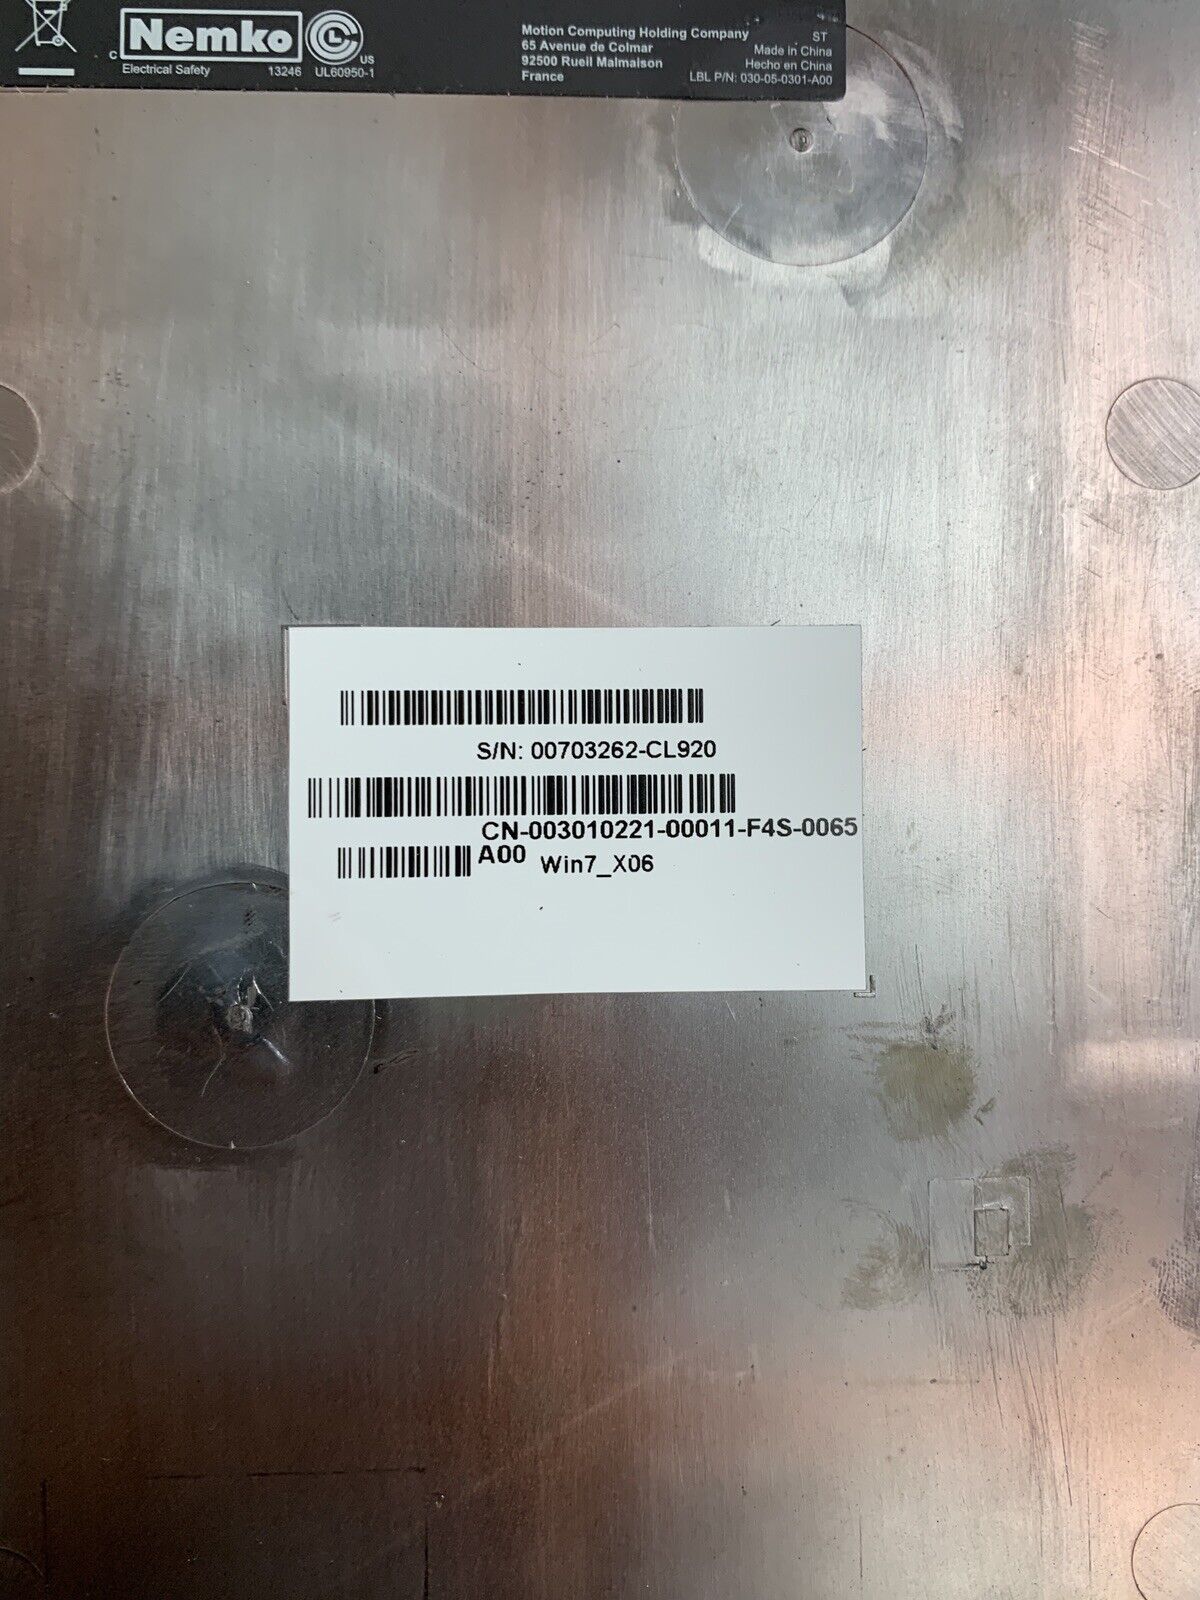 c Nemko CL US
Electrical Safety 13246 UL60950-1
Motion Computing Holding Company
65 Avenue de Colmar
92500 Rueil Malmaison
France
ST
Made in China
Hecho en China
LBL P/N: 030-05-0301-A00
S/N: 00703262-CL920
CN-003010221-00011-F4S-0065
A00 Win7_X06